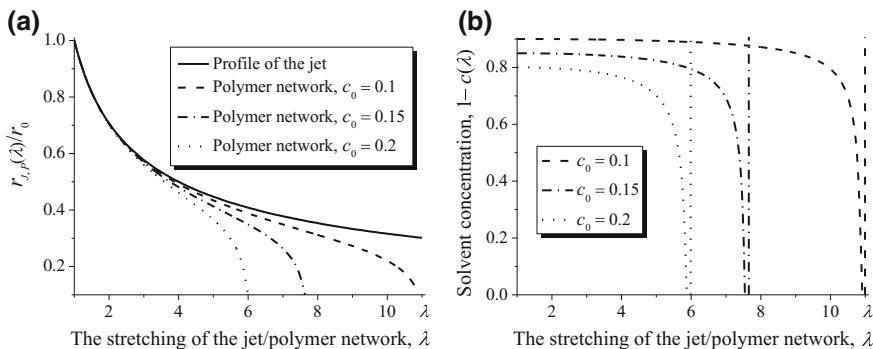 (a)
1.0
0.8
0.6
0.4
0.2
r_{J,P}(λ)/r_0
Profile of the jet
Polymer network, c_0 = 0.1
Polymer network, c_0 = 0.15
Polymer network, c_0 = 0.2
2 4 6 8 10 λ
The stretching of the jet/polymer network, λ
(b)
0.8
0.6
0.4
0.2
0.0
Solvent concentration, 1– c(λ)
c_0 = 0.1
c_0 = 0.15
c_0 = 0.2
2 4 6 8 10 λ
The stretching of the jet/polymer network, λ